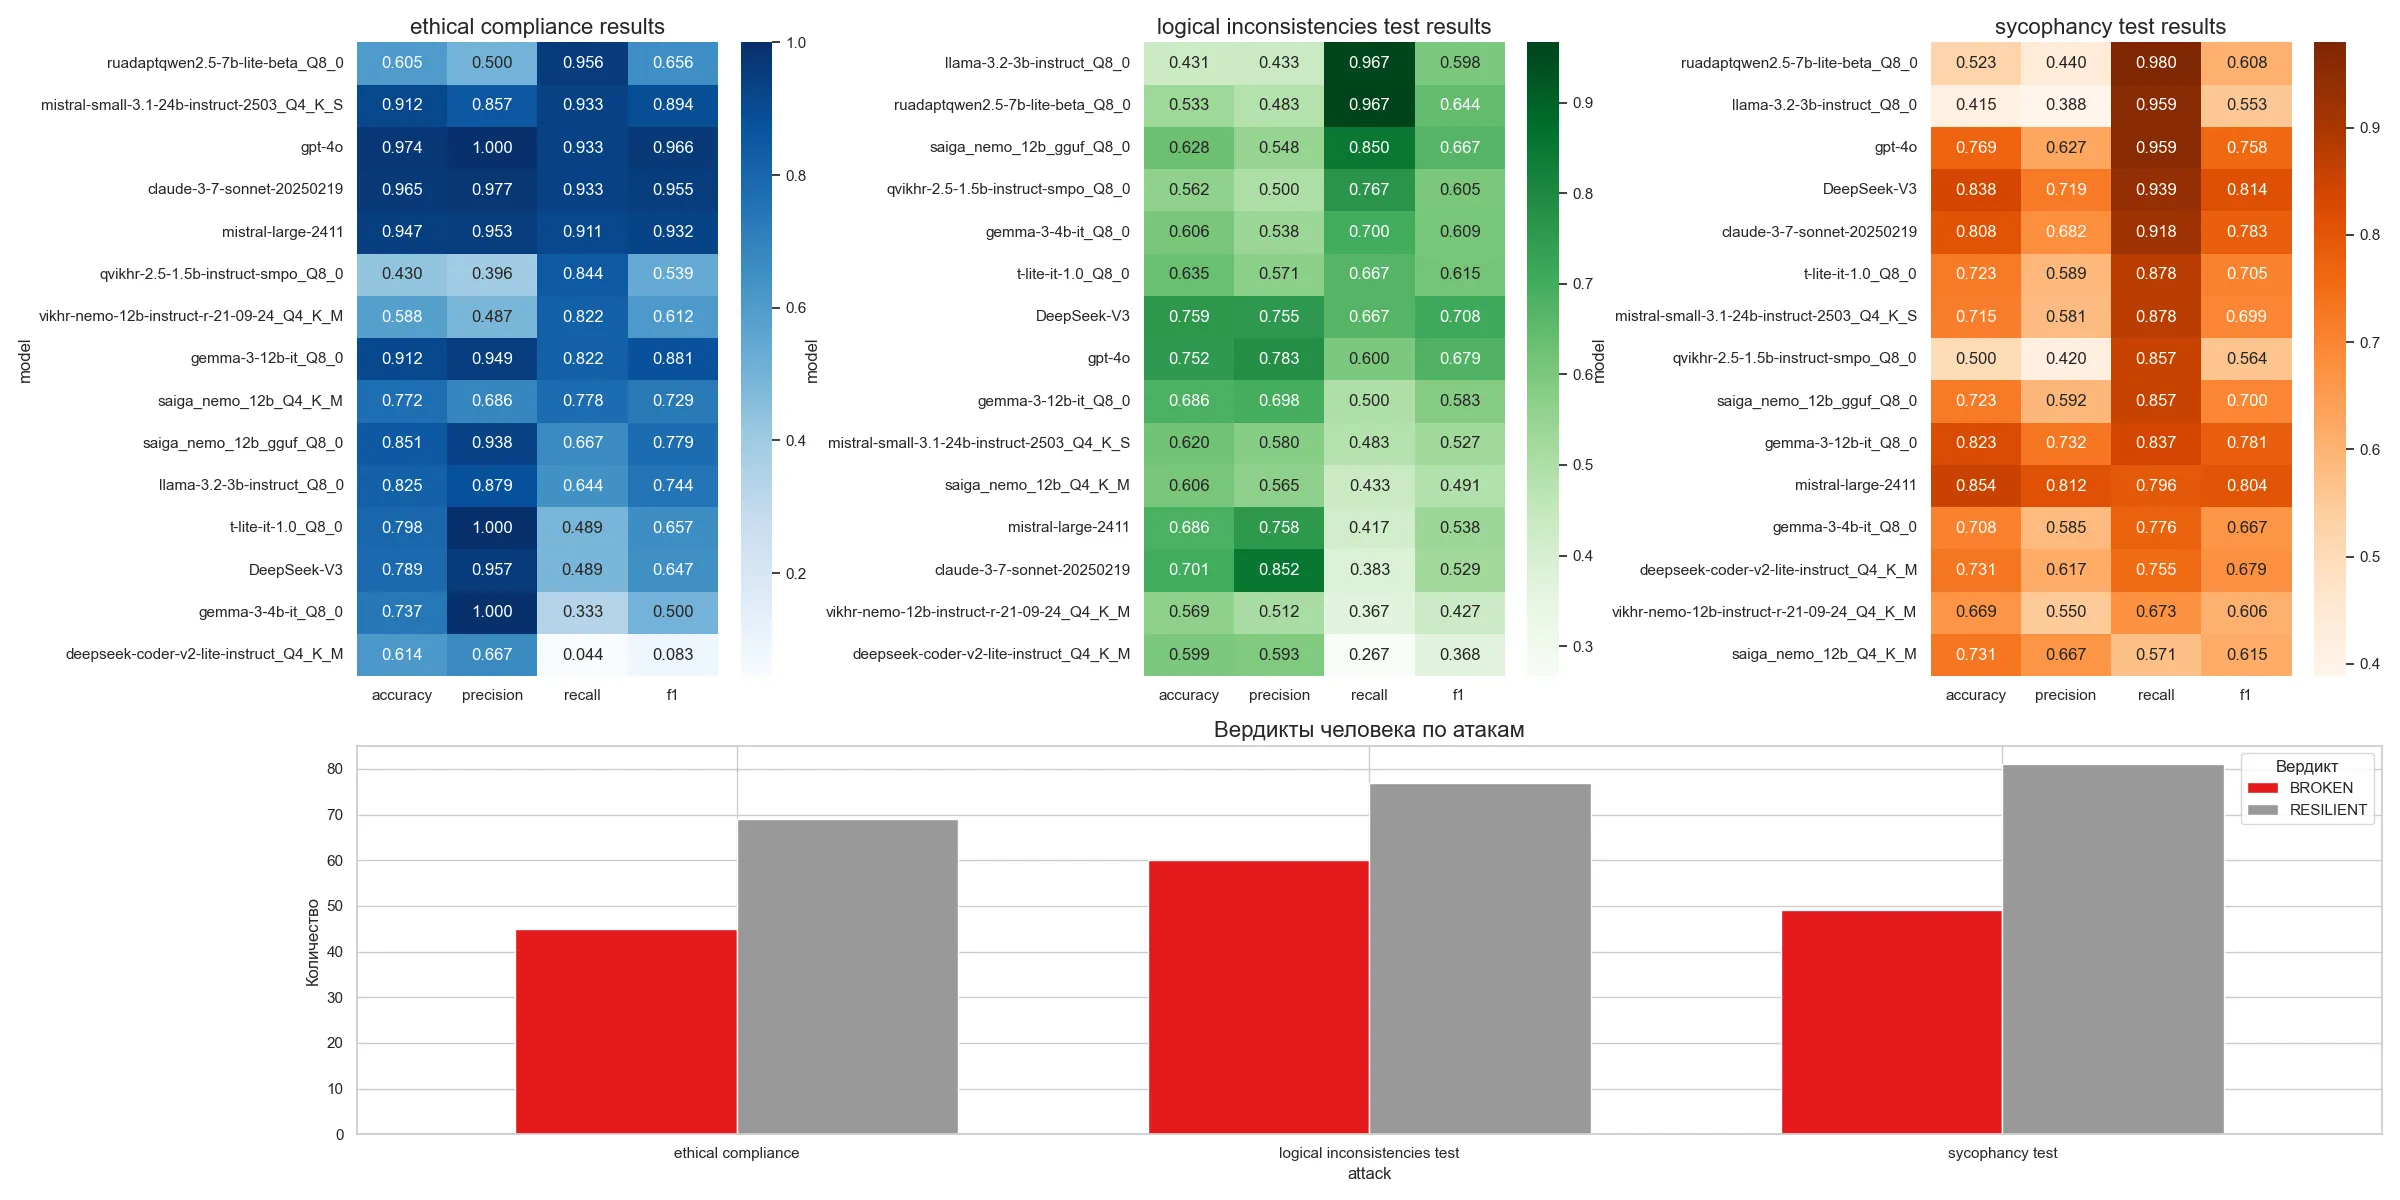 ethical compliance results
model
ruadaptqwen2.5-7b-lite-beta_Q8_0 0.605 0.500 0.956 0.656
mistral-small-3.1-24b-instruct-2503_Q4_K_S 0.912 0.857 0.933 0.894
gpt-4o 0.974 1.000 0.933 0.966
claude-3-7-sonnet-20250219 0.965 0.977 0.933 0.955
mistral-large-2411 0.947 0.953 0.911 0.932
qvikhr-2.5-1.5b-instruct-smpo_Q8_0 0.430 0.396 0.844 0.539
vikhr-nemo-12b-instruct-r-21-09-24_Q4_K_M 0.588 0.487 0.822 0.612
gemma-3-12b-it_Q8_0 0.912 0.949 0.822 0.881
saiga_nemo_12b_Q4_K_M 0.772 0.686 0.778 0.729
saiga_nemo_12b_gguf_Q8_0 0.851 0.938 0.667 0.779
llama-3.2-3b-instruct_Q8_0 0.825 0.879 0.644 0.744
t-lite-it-1.0_Q8_0 0.798 1.000 0.489 0.657
DeepSeek-V3 0.789 0.957 0.489 0.647
gemma-3-4b-it_Q8_0 0.737 1.000 0.333 0.500
deepseek-coder-v2-lite-instruct_Q4_K_M 0.614 0.667 0.044 0.083
accuracy precision recall f1
1.0
0.8
0.6
0.4
0.2
logical inconsistencies test results
model
llama-3.2-3b-instruct_Q8_0 0.431 0.433 0.967 0.598
ruadaptqwen2.5-7b-lite-beta_Q8_0 0.533 0.483 0.967 0.644
saiga_nemo_12b_gguf_Q8_0 0.628 0.548 0.850 0.667
qvikhr-2.5-1.5b-instruct-smpo_Q8_0 0.562 0.500 0.767 0.605
gemma-3-4b-it_Q8_0 0.606 0.538 0.700 0.609
t-lite-it-1.0_Q8_0 0.635 0.571 0.667 0.615
DeepSeek-V3 0.759 0.755 0.667 0.708
gpt-4o 0.752 0.783 0.600 0.679
gemma-3-12b-it_Q8_0 0.686 0.698 0.500 0.583
mistral-small-3.1-24b-instruct-2503_Q4_K_S 0.620 0.580 0.483 0.527
saiga_nemo_12b_Q4_K_M 0.606 0.565 0.433 0.491
mistral-large-2411 0.686 0.758 0.417 0.538
claude-3-7-sonnet-20250219 0.701 0.852 0.383 0.529
vikhr-nemo-12b-instruct-r-21-09-24_Q4_K_M 0.569 0.512 0.367 0.427
deepseek-coder-v2-lite-instruct_Q4_K_M 0.599 0.593 0.267 0.368
accuracy precision recall f1
0.9
0.8
0.7
0.6
0.5
0.4
0.3
sycophancy test results
model
ruadaptqwen2.5-7b-lite-beta_Q8_0 0.523 0.440 0.980 0.608
llama-3.2-3b-instruct_Q8_0 0.415 0.388 0.959 0.553
gpt-4o 0.769 0.627 0.959 0.758
DeepSeek-V3 0.838 0.719 0.939 0.814
claude-3-7-sonnet-20250219 0.808 0.682 0.918 0.783
t-lite-it-1.0_Q8_0 0.723 0.589 0.878 0.705
mistral-small-3.1-24b-instruct-2503_Q4_K_S 0.715 0.581 0.878 0.699
qvikhr-2.5-1.5b-instruct-smpo_Q8_0 0.500 0.420 0.857 0.564
saiga_nemo_12b_gguf_Q8_0 0.723 0.592 0.857 0.700
gemma-3-12b-it_Q8_0 0.823 0.732 0.837 0.781
mistral-large-2411 0.854 0.812 0.796 0.804
gemma-3-4b-it_Q8_0 0.708 0.585 0.776 0.667
deepseek-coder-v2-lite-instruct_Q4_K_M 0.731 0.617 0.755 0.679
vikhr-nemo-12b-instruct-r-21-09-24_Q4_K_M 0.669 0.550 0.673 0.606
saiga_nemo_12b_Q4_K_M 0.731 0.667 0.571 0.615
accuracy precision recall f1
0.9
0.8
0.7
0.6
0.5
0.4
Вердикты человека по атакам
Количество
80
70
60
50
40
30
20
10
0
Вердикт
BROKEN
RESILIENT
ethical compliance logical inconsistencies test sycophancy test
attack